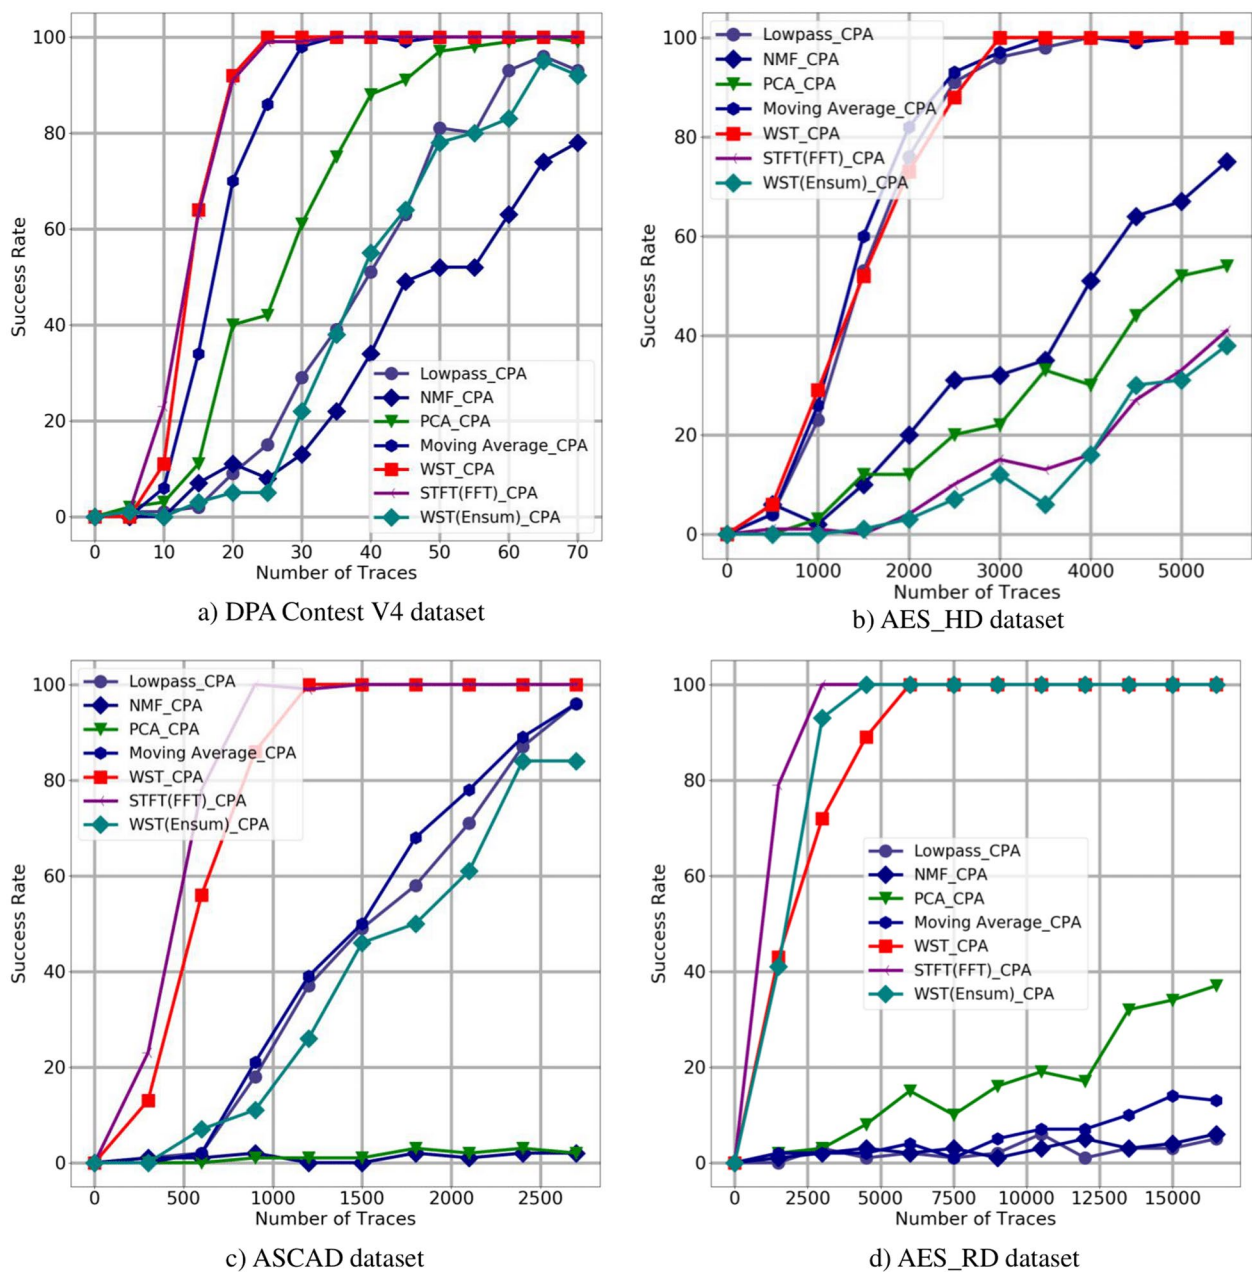 100
80
60
40
20
0
Success Rate
Lowpass_CPA
NMF_CPA
PCA_CPA
Moving Average_CPA
WST_CPA
STFT(FFT)_CPA
WST(Ensum)_CPA
0 10 20 30 40 50 60 70
Number of Traces
a) DPA Contest V4 dataset
100
80
60
40
20
0
Success Rate
Lowpass_CPA
NMF_CPA
PCA_CPA
Moving Average_CPA
WST_CPA
STFT(FFT)_CPA
WST(Ensum)_CPA
0 1000 2000 3000 4000 5000
Number of Traces
b) AES_HD dataset
100
80
60
40
20
0
Success Rate
Lowpass_CPA
NMF_CPA
PCA_CPA
Moving Average_CPA
WST_CPA
STFT(FFT)_CPA
WST(Ensum)_CPA
0 500 1000 1500 2000 2500
Number of Traces
c) ASCAD dataset
100
80
60
40
20
0
Success Rate
Lowpass_CPA
NMF_CPA
PCA_CPA
Moving Average_CPA
WST_CPA
STFT(FFT)_CPA
WST(Ensum)_CPA
0 2500 5000 7500 10000 12500 15000
Number of Traces
d) AES_RD dataset